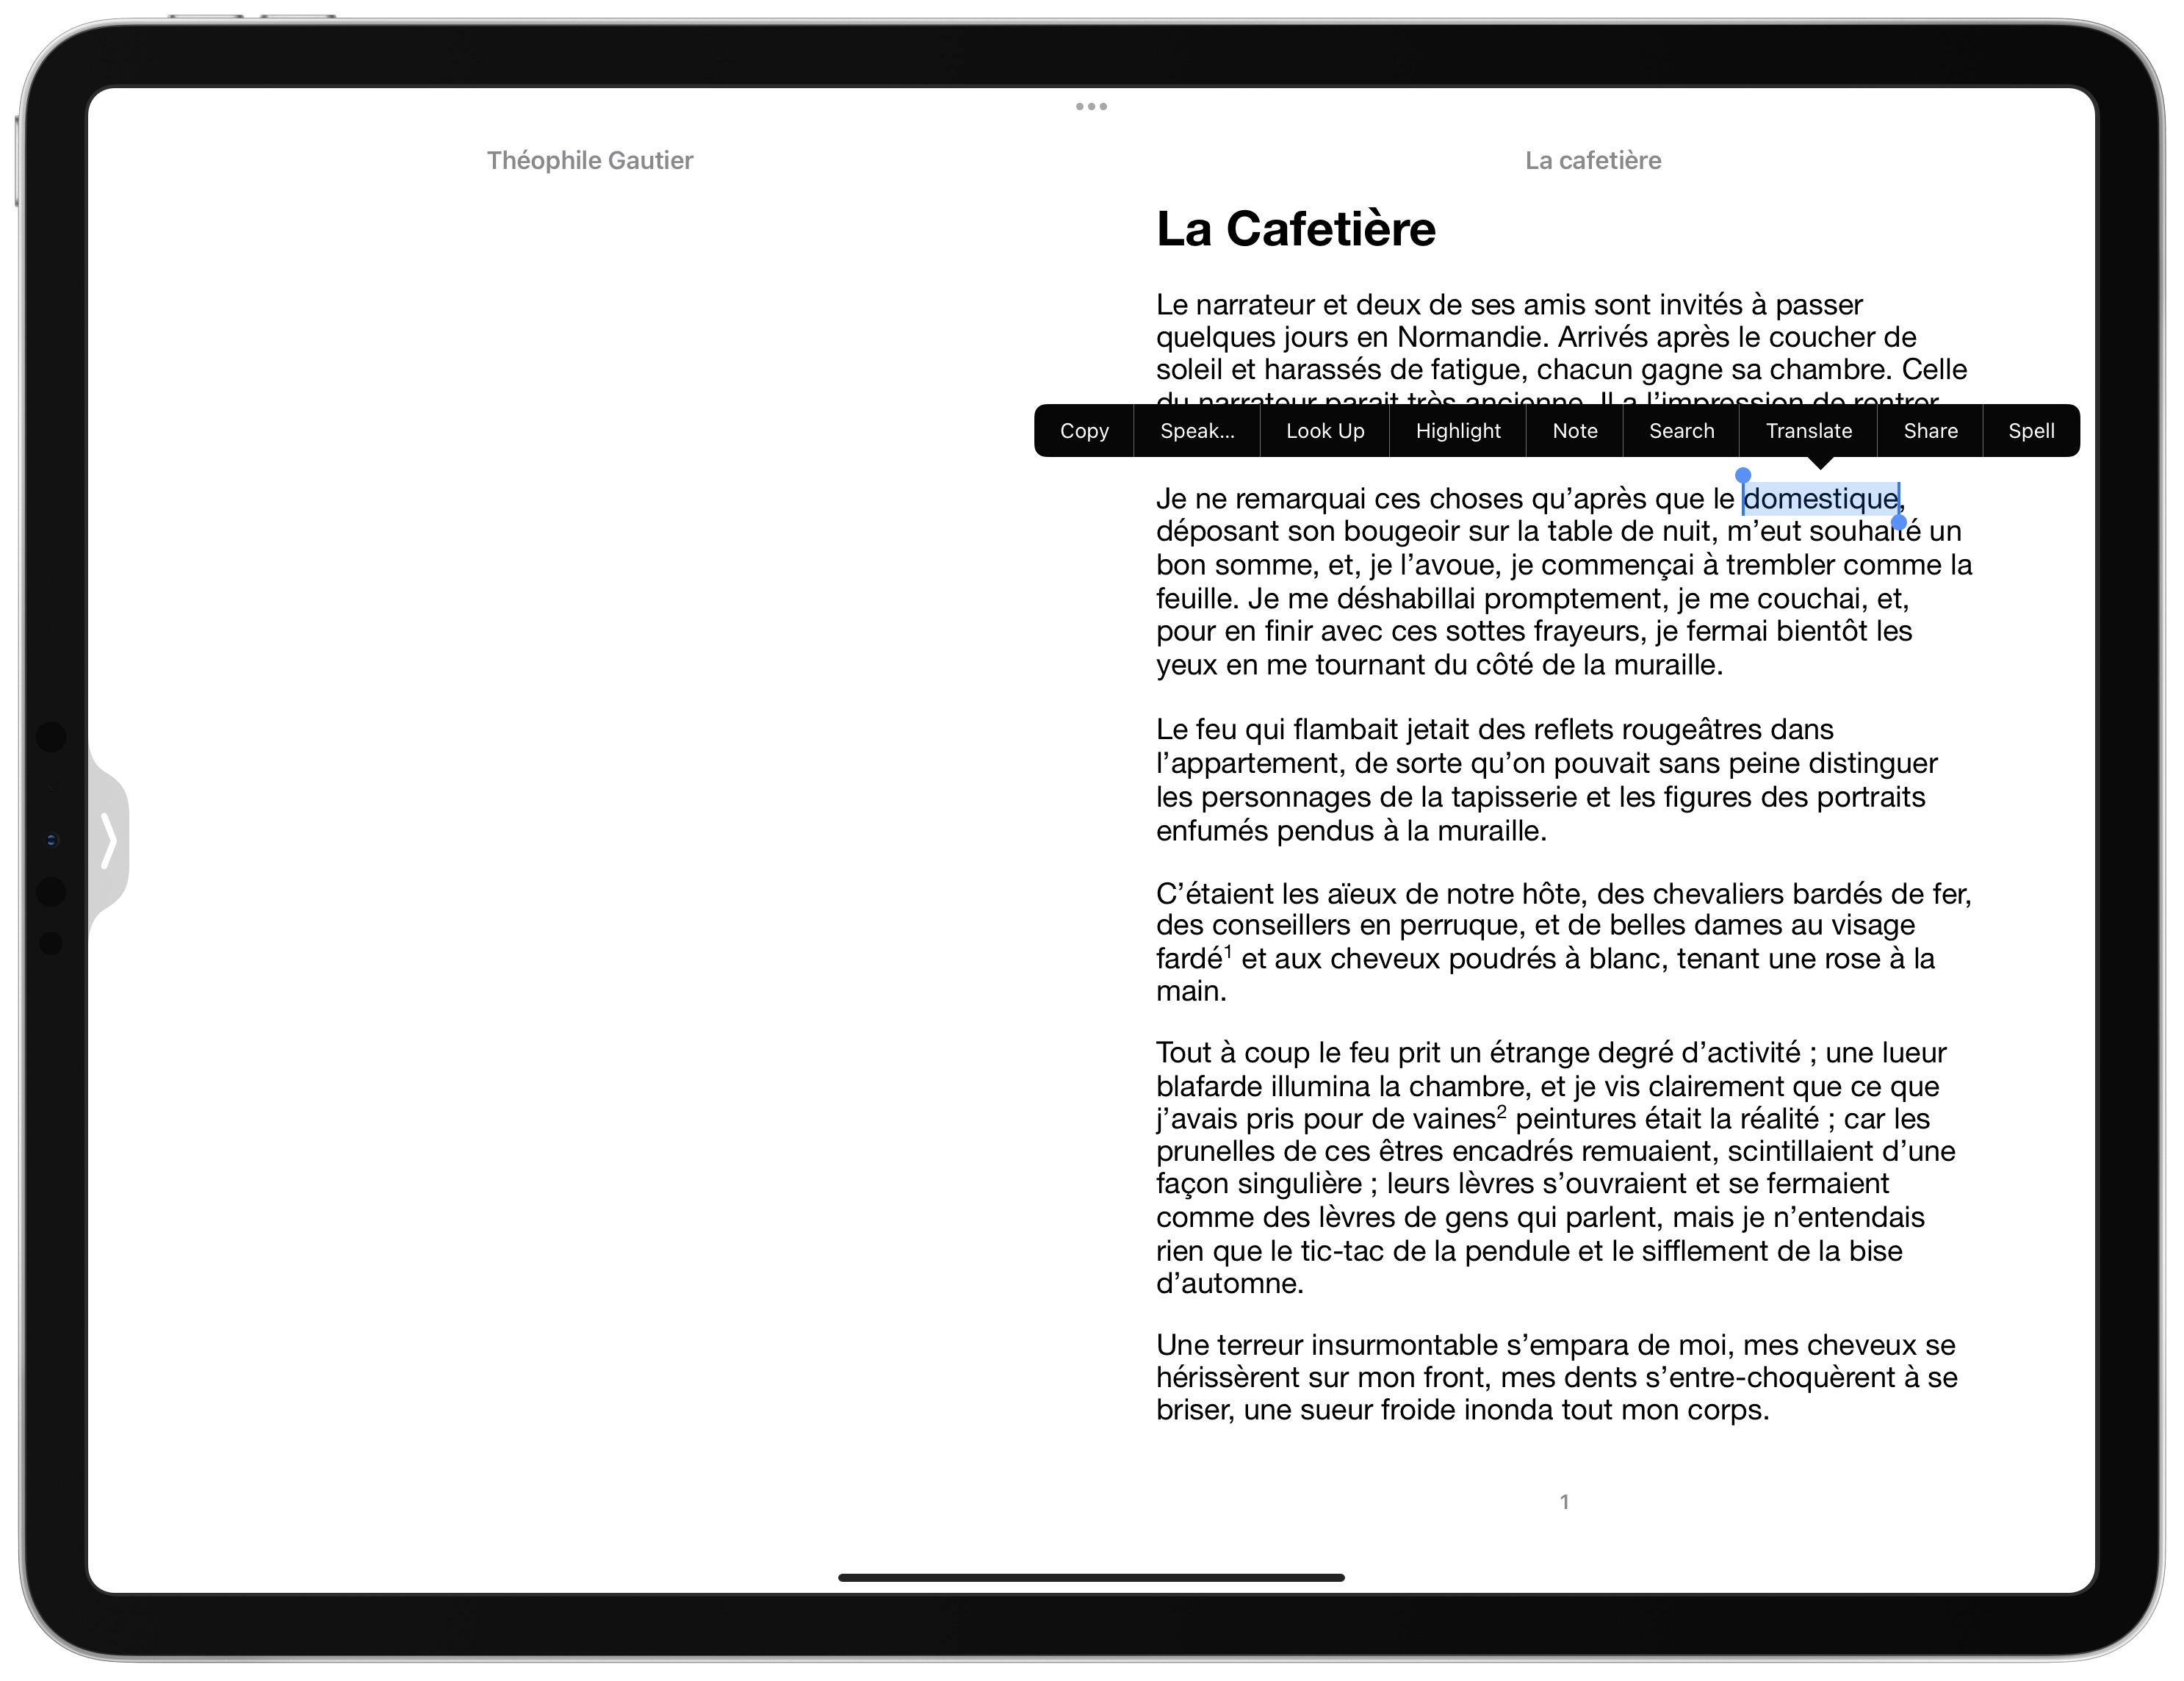 Théophile Gautier
La cafetière
La Cafetière
Le narrateur et deux de ses amis sont invités à passer
quelques jours en Normandie. Arrivés après le coucher de
soleil et harassés de fatigue, chacun gagne sa chambre. Celle
du narrateur parait très ancienne. Il a l’impression de rentrer
Copy Speak... Look Up Highlight Note Search Translate Share Spell
Je ne remarquai ces choses qu’après que le domestique,
déposant son bougeoir sur la table de nuit, m’eut souhaité un
bon somme, et, je l’avoue, je commençai à trembler comme la
feuille. Je me déshabillai promptement, je me couchai, et,
pour en finir avec ces sottes frayeurs, je fermai bientôt les
yeux en me tournant du côté de la muraille.
Le feu qui flambait jetait des reflets rougeâtres dans
l’appartement, de sorte qu’on pouvait sans peine distinguer
les personnages de la tapisserie et les figures des portraits
enfumés pendus à la muraille.
C’étaient les aïeux de notre hôte, des chevaliers bardés de fer,
des conseillers en perruque, et de belles dames au visage
fardé¹ et aux cheveux poudrés à blanc, tenant une rose à la
main.
Tout à coup le feu prit un étrange degré d’activité ; une lueur
blafarde illumina la chambre, et je vis clairement que ce que
j’avais pris pour de vaines² peintures était la réalité ; car les
prunelles de ces êtres encadrés remuaient, scintillaient d’une
façon singulière ; leurs lèvres s’ouvraient et se fermaient
comme des lèvres de gens qui parlent, mais je n’entendais
rien que le tic-tac de la pendule et le sifflement de la bise
d’automne.
Une terreur insurmontable s’empara de moi, mes cheveux se
hérissèrent sur mon front, mes dents s’entre-choquèrent à se
briser, une sueur froide inonda tout mon corps.
1